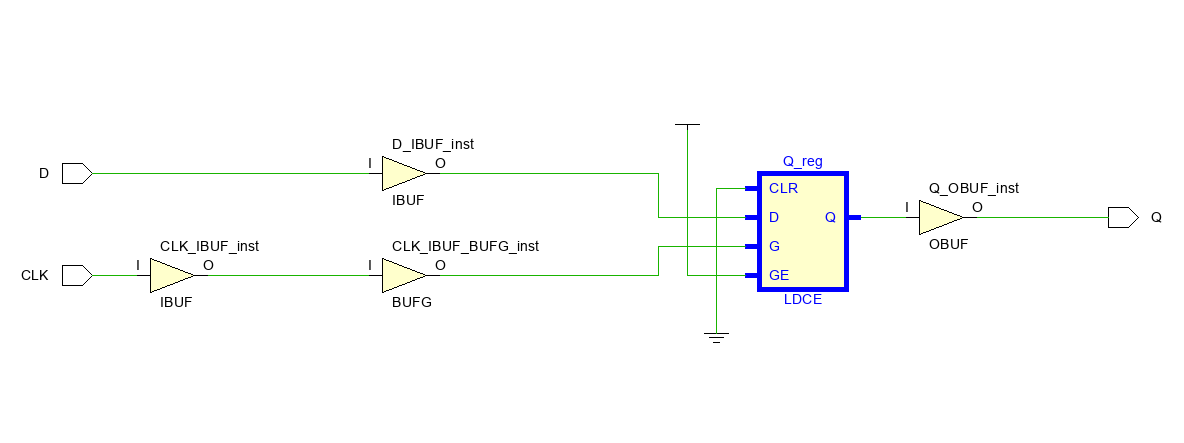 D_IBUF_inst
D
I
O
IBUF
Q_reg
CLR
D
Q
G
GE
LDCE
Q_OBUF_inst
I
O
OBUF
Q
CLK_IBUF_inst
CLK
I
O
IBUF
CLK_IBUF_BUFG_inst
I
O
BUFG